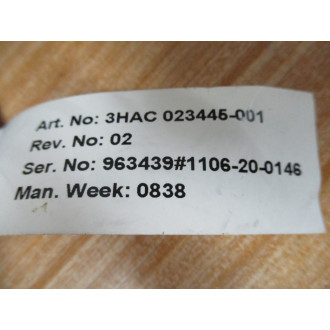 Art. No: 3HAC 023445-001
Rev. No: 02
Ser. No: 963439#1106-20-0146
Man. Week: 0838